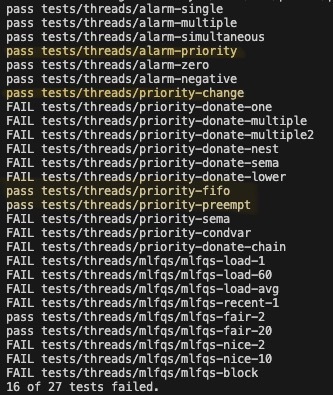 pass tests/threads/alarm-single
pass tests/threads/alarm-multiple
pass tests/threads/alarm-simultaneous
pass tests/threads/alarm-priority
pass tests/threads/alarm-zero
pass tests/threads/alarm-negative
pass tests/threads/priority-change
FAIL tests/threads/priority-donate-one
FAIL tests/threads/priority-donate-multiple
FAIL tests/threads/priority-donate-multiple2
FAIL tests/threads/priority-donate-nest
FAIL tests/threads/priority-donate-sema
FAIL tests/threads/priority-donate-lower
pass tests/threads/priority-fifo
pass tests/threads/priority-preempt
FAIL tests/threads/priority-sema
FAIL tests/threads/priority-condvar
FAIL tests/threads/priority-donate-chain
FAIL tests/threads/mlfqs/mlfqs-load-1
FAIL tests/threads/mlfqs/mlfqs-load-60
FAIL tests/threads/mlfqs/mlfqs-load-avg
FAIL tests/threads/mlfqs/mlfqs-recent-1
pass tests/threads/mlfqs/mlfqs-fair-2
pass tests/threads/mlfqs/mlfqs-fair-20
FAIL tests/threads/mlfqs/mlfqs-nice-2
FAIL tests/threads/mlfqs/mlfqs-nice-10
FAIL tests/threads/mlfqs/mlfqs-block
16 of 27 tests failed.